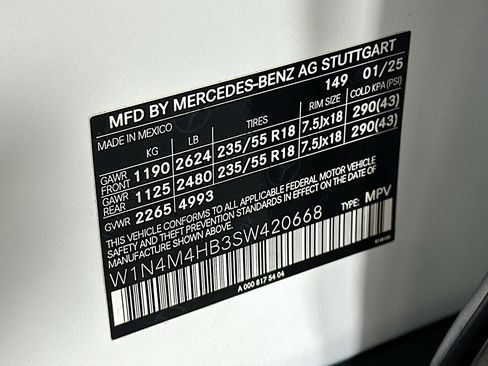 MFD BY MERCEDES-BENZ AG STUTTGART
MADE IN MEXICO 149 01/25
KG LB TIRES RIM SIZE COLD KPA (PSI)
GAWR FRONT 1190 2624 235/55 R18 7.5Jx18 290(43)
GAWR REAR 1125 2480 235/55 R18 7.5Jx18 290(43)
GVWR 2265 4993
THIS VEHICLE CONFORMS TO ALL APPLICABLE FEDERAL MOTOR VEHICLE
SAFETY STANDARDS IN EFFECT ON THE DATE OF
MANUFACTURE SHOWN ABOVE.
W1N4M4HB3SW420668 TYPE: MPV
A 000 817 54 04